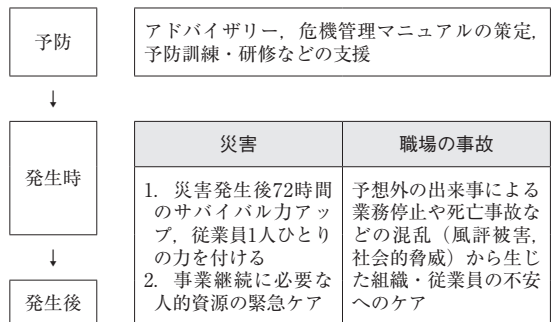 予防
アドバイザリー，危機管理マニュアルの策定，
予防訓練・研修などの支援
↓
発生時
災害
職場の事故
1. 災害発生後72時間
のサバイバル力アッ
プ，従業員1人ひとり
の力を付ける
2. 事業継続に必要な
人的資源の緊急ケア
予想外の出来事による
業務停止や死亡事故な
どの混乱（風評被害，
社会的脅威）から生じ
た組織・従業員の不安
へのケア
↓
発生後